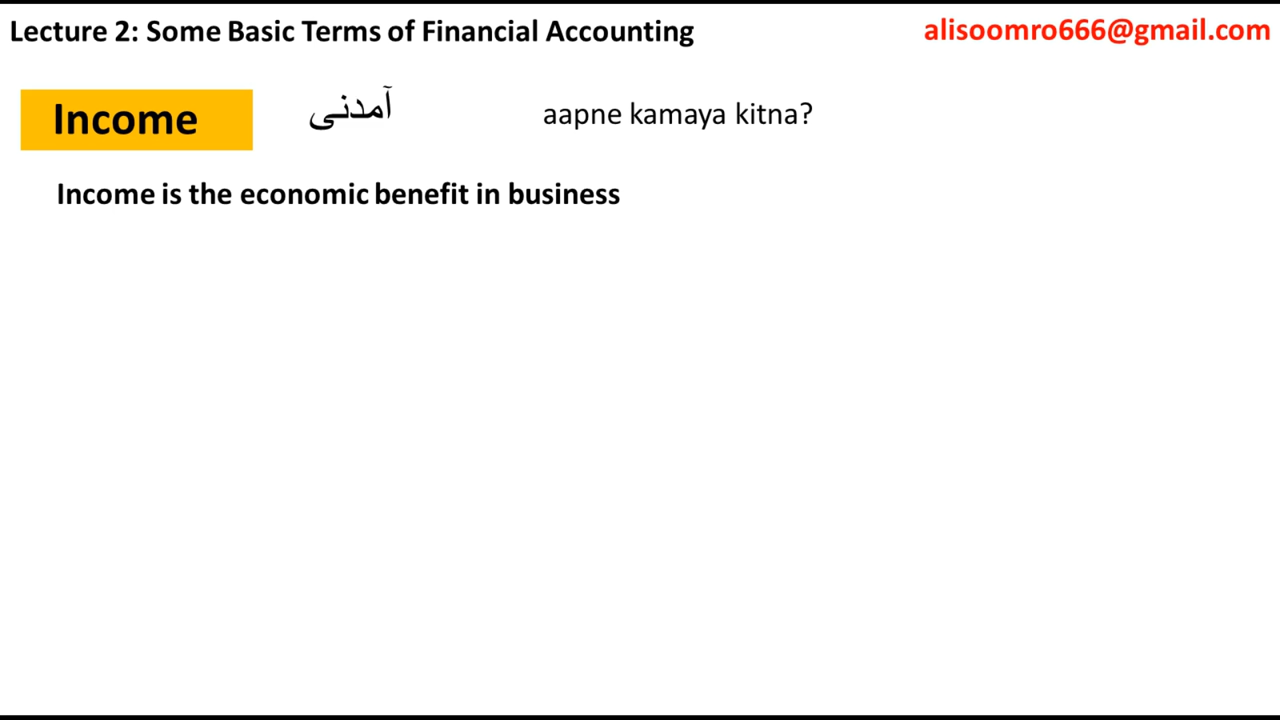 Lecture 2: Some Basic Terms of Financial Accounting alisoomro666@gmail.com
Income آمدنی aapne kamaya kitna?
Income is the economic benefit in business